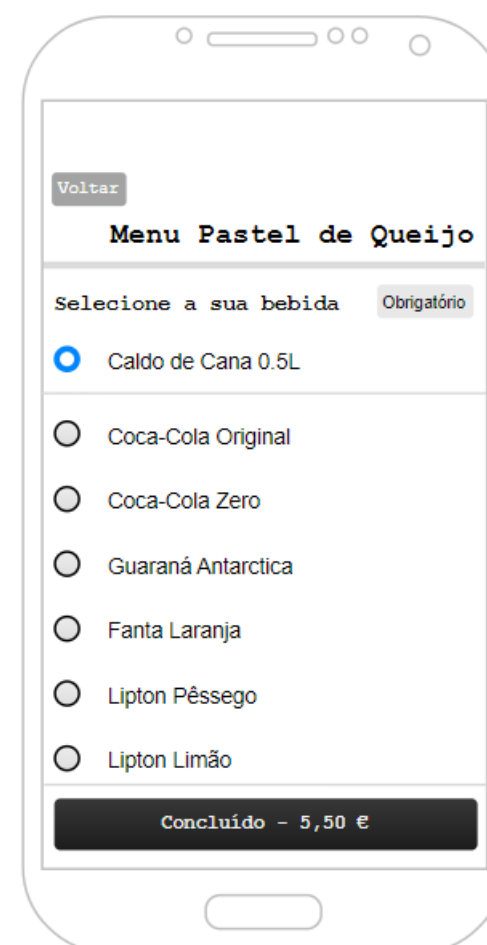 Voltar
Menu Pastel de Queijo
Selecione a sua bebida Obrigatório
Caldo de Cana 0.5L
Coca-Cola Original
Coca-Cola Zero
Guaraná Antarctica
Fanta Laranja
Lipton Pêssego
Lipton Limão
Concluído - 5,50 €